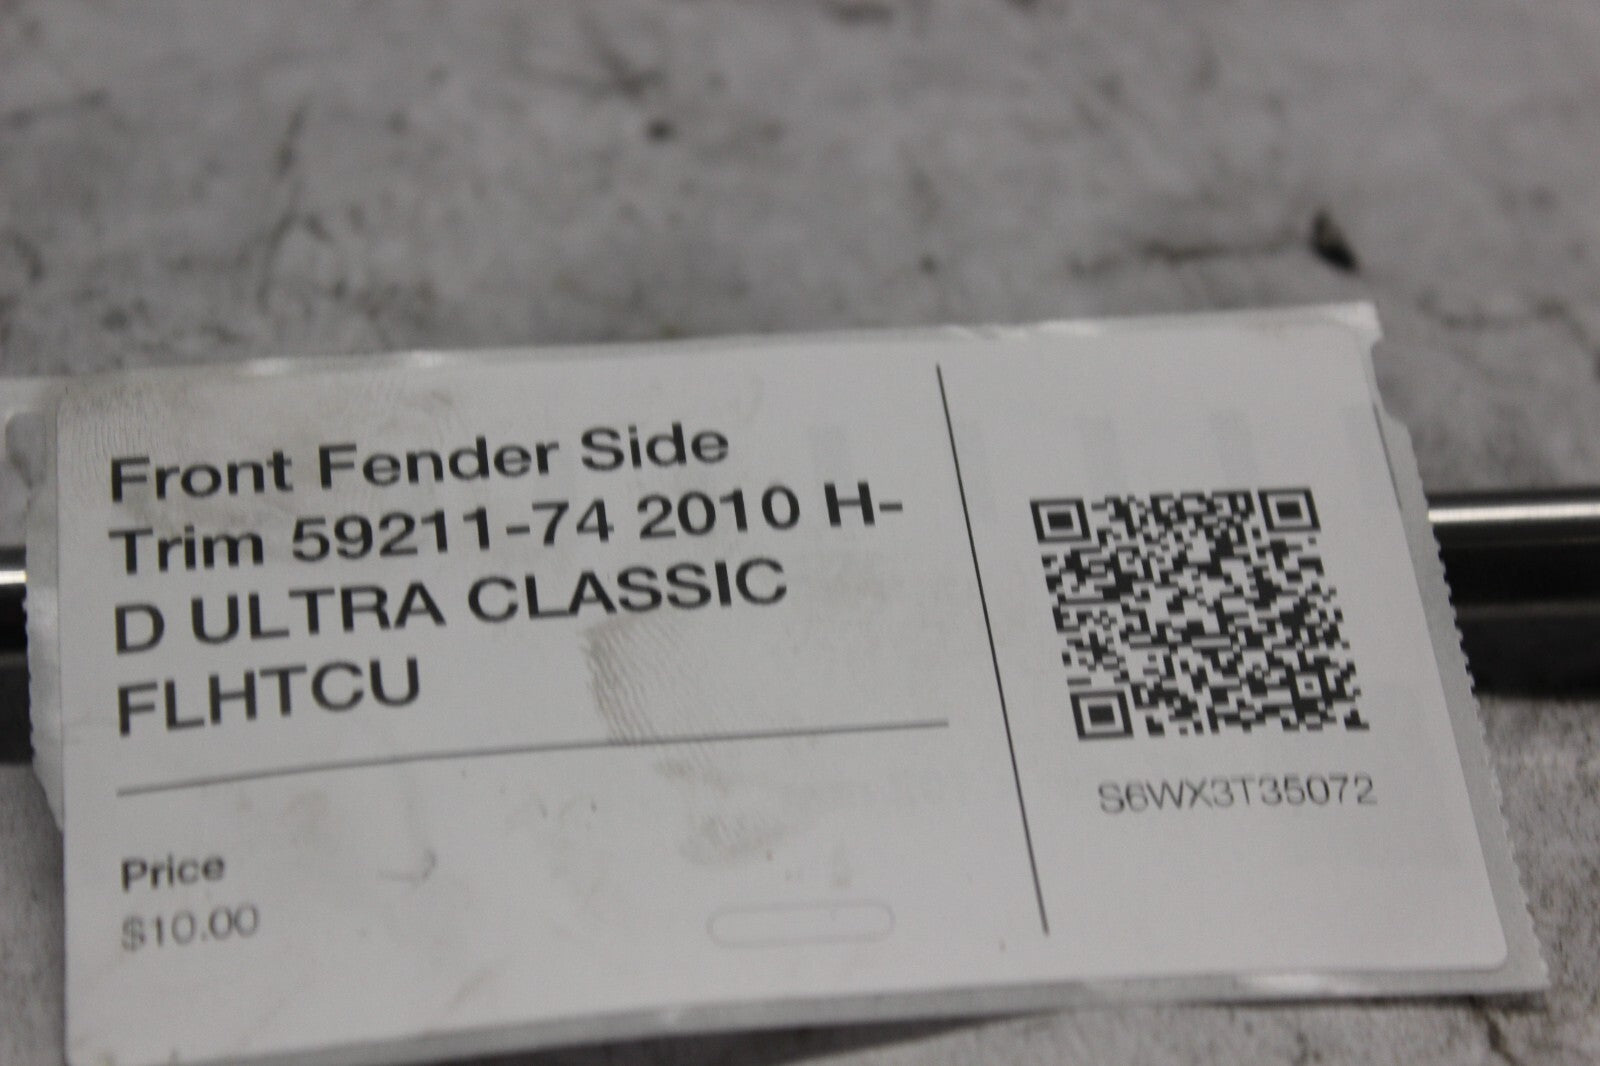 Front Fender Side
Trim 59211-74 2010 H-
D ULTRA CLASSIC
FLHTCU
Price
$10.00
S6WX3T35072